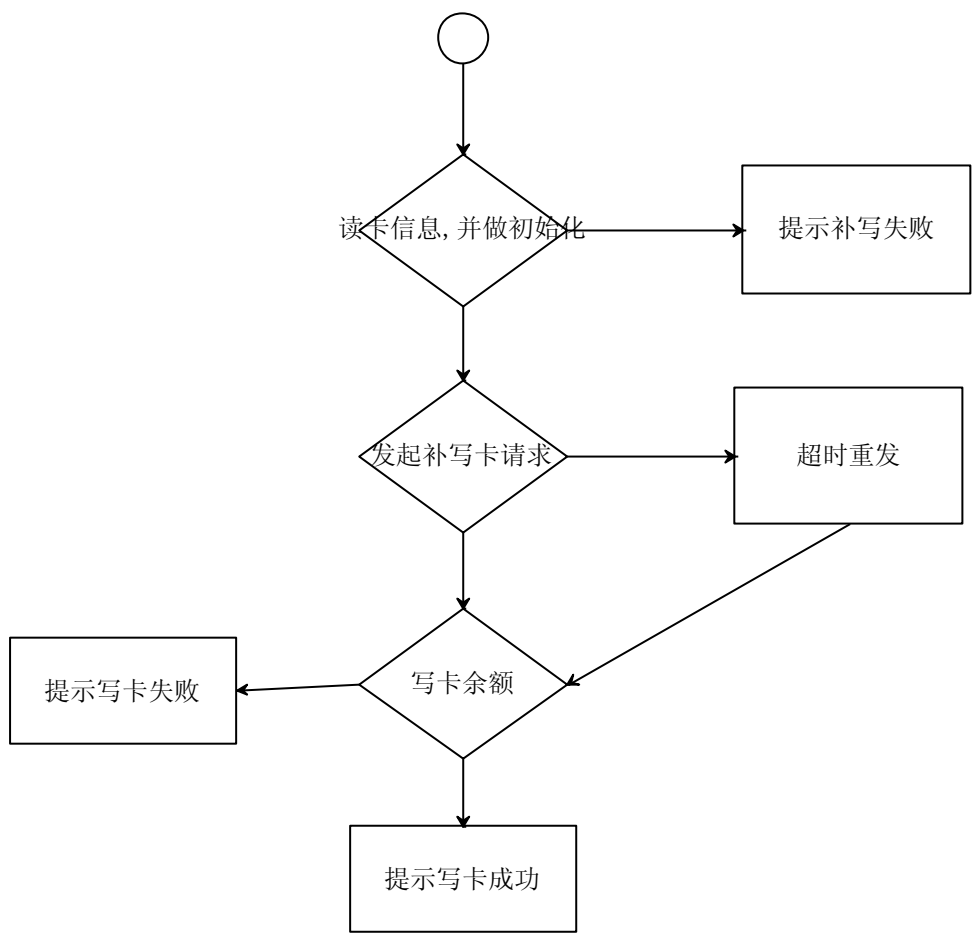 读卡信息,并做初始化
提示补写失败
发起补写卡请求
超时重发
写卡余额
提示写卡失败
提示写卡成功